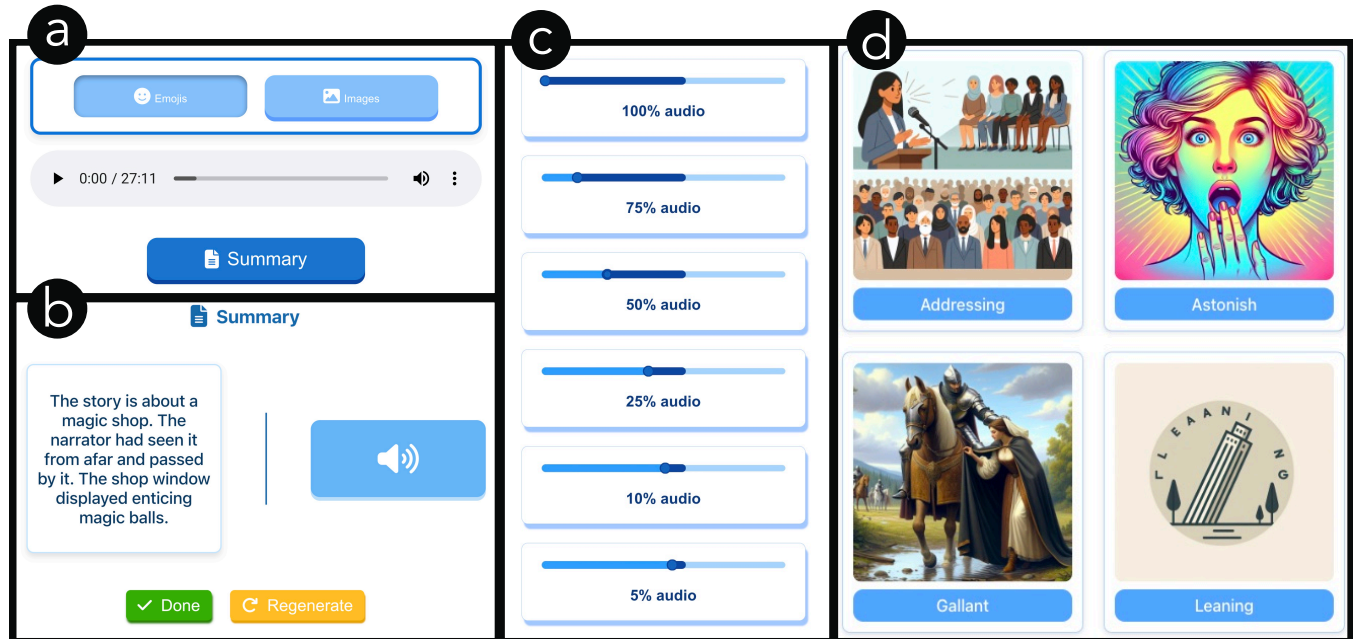 a
Emojis
Images
0:00 / 27:11
Summary
b
Summary
The story is about a
magic shop. The
narrator had seen it
from afar and passed
by it. The shop window
displayed enticing
magic balls.
Done
Regenerate
c
100% audio
75% audio
50% audio
25% audio
10% audio
5% audio
d
Addressing
Astonish
Gallant
LLEAANI NG
Leaning